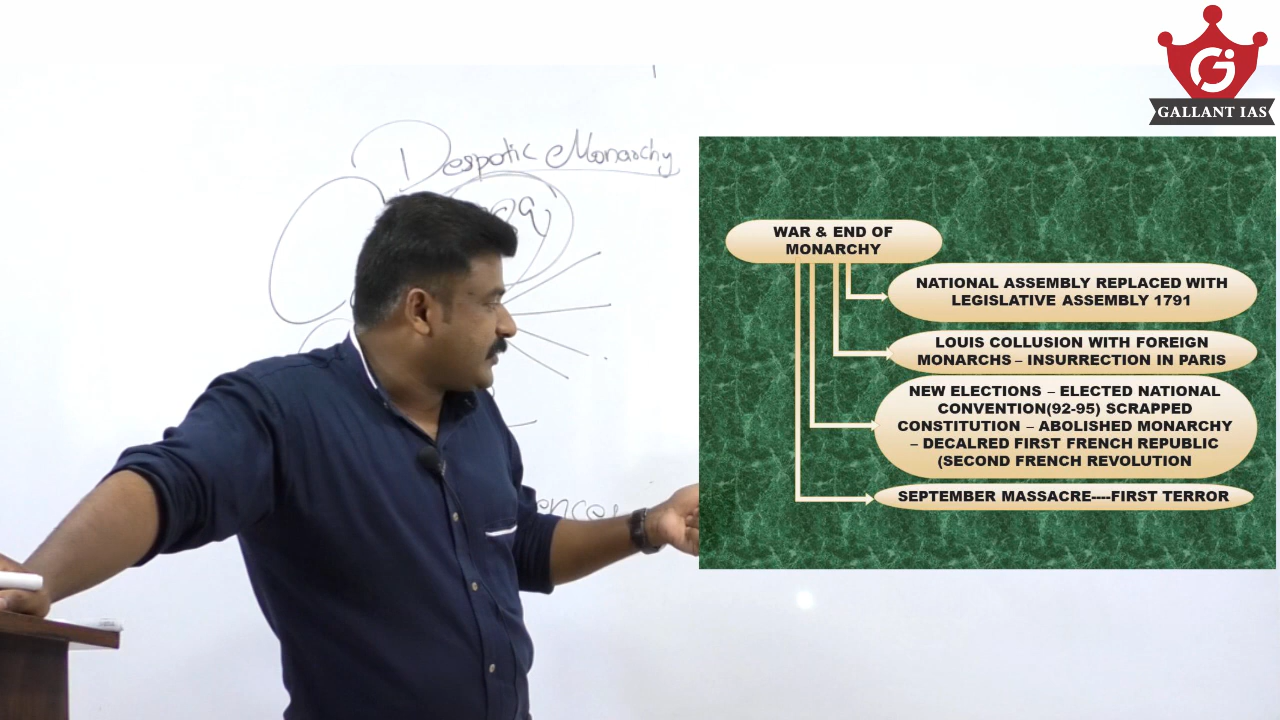 GALLANT IAS
Despotic Monarchy
WAR & END OF
MONARCHY
NATIONAL ASSEMBLY REPLACED WITH
LEGISLATIVE ASSEMBLY 1791
LOUIS COLLUSION WITH FOREIGN
MONARCHS – INSURRECTION IN PARIS
NEW ELECTIONS – ELECTED NATIONAL
CONVENTION(92-95) SCRAPPED
CONSTITUTION – ABOLISHED MONARCHY
– DECALRED FIRST FRENCH REPUBLIC
(SECOND FRENCH REVOLUTION
SEPTEMBER MASSACRE----FIRST TERROR